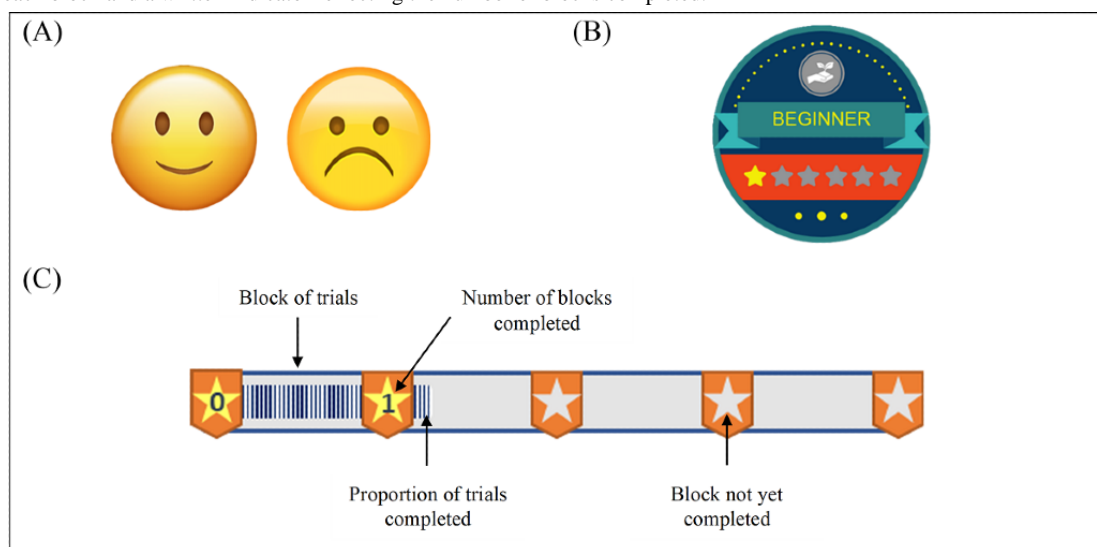 (A)
(B)
BEGINNER
(C)
Block of trials
Number of blocks
completed
0
1
Proportion of trials
completed
Block not yet
completed